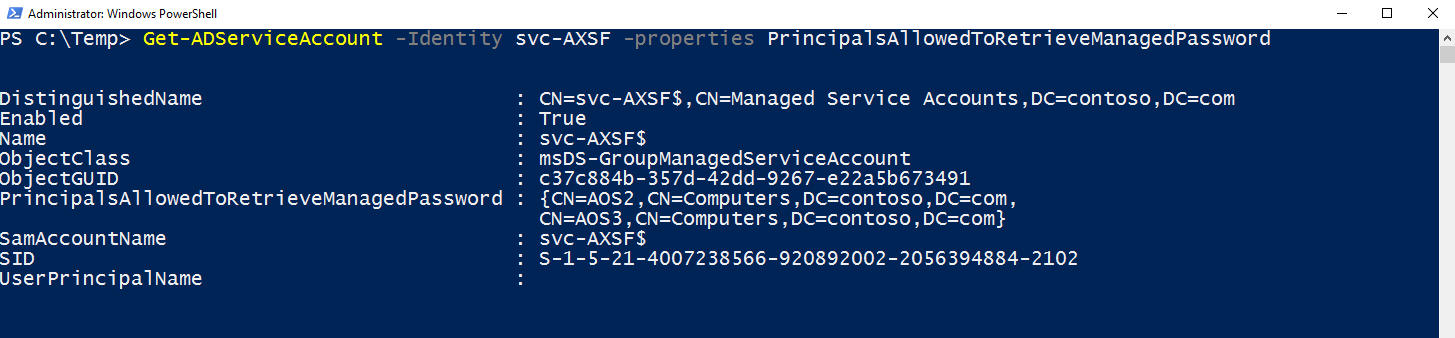 Administrator: Windows PowerShell
PS C:\Temp> Get-ADServiceAccount -Identity svc-AXSF -properties PrincipalsAllowedToRetrieveManagedPassword
DistinguishedName : CN=svc-AXSF$,CN=Managed Service Accounts,DC=contoso,DC=com
Enabled : True
Name : svc-AXSF$
ObjectClass : msDS-GroupManagedServiceAccount
ObjectGUID : c37c884b-357d-42dd-9267-e22a5b673491
PrincipalsAllowedToRetrieveManagedPassword : {CN=AOS2,CN=Computers,DC=contoso,DC=com,
CN=AOS3,CN=Computers,DC=contoso,DC=com}
SamAccountName : svc-AXSF$
SID : S-1-5-21-4007238566-920892002-2056394884-2102
UserPrincipalName :